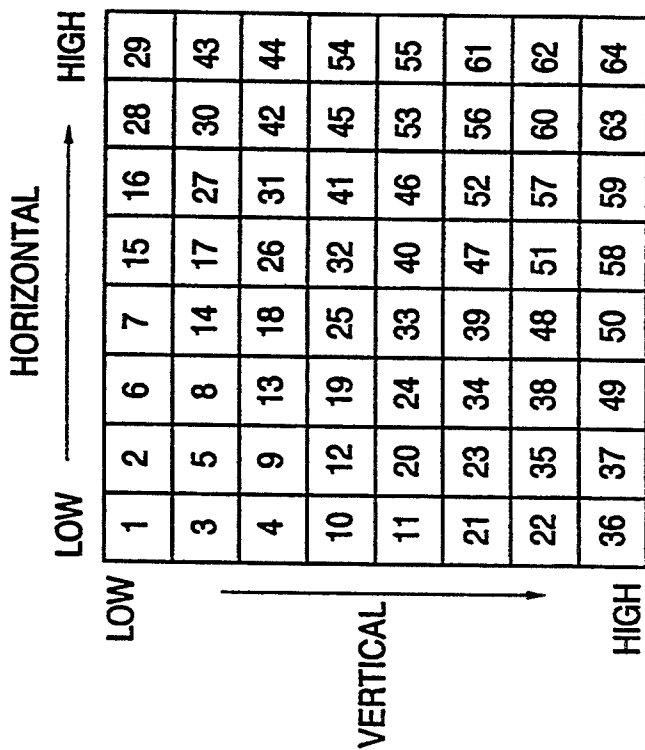 HORIZONTAL
LOW HIGH
LOW 1 2 6 7 15 16 28 29
3 5 8 14 17 27 30 43
4 9 13 18 26 31 42 44
10 12 19 25 32 41 45 54
VERTICAL
11 20 24 33 40 46 53 55
21 23 34 39 47 52 56 61
22 35 38 48 51 57 60 62
HIGH 36 37 49 50 58 59 63 64